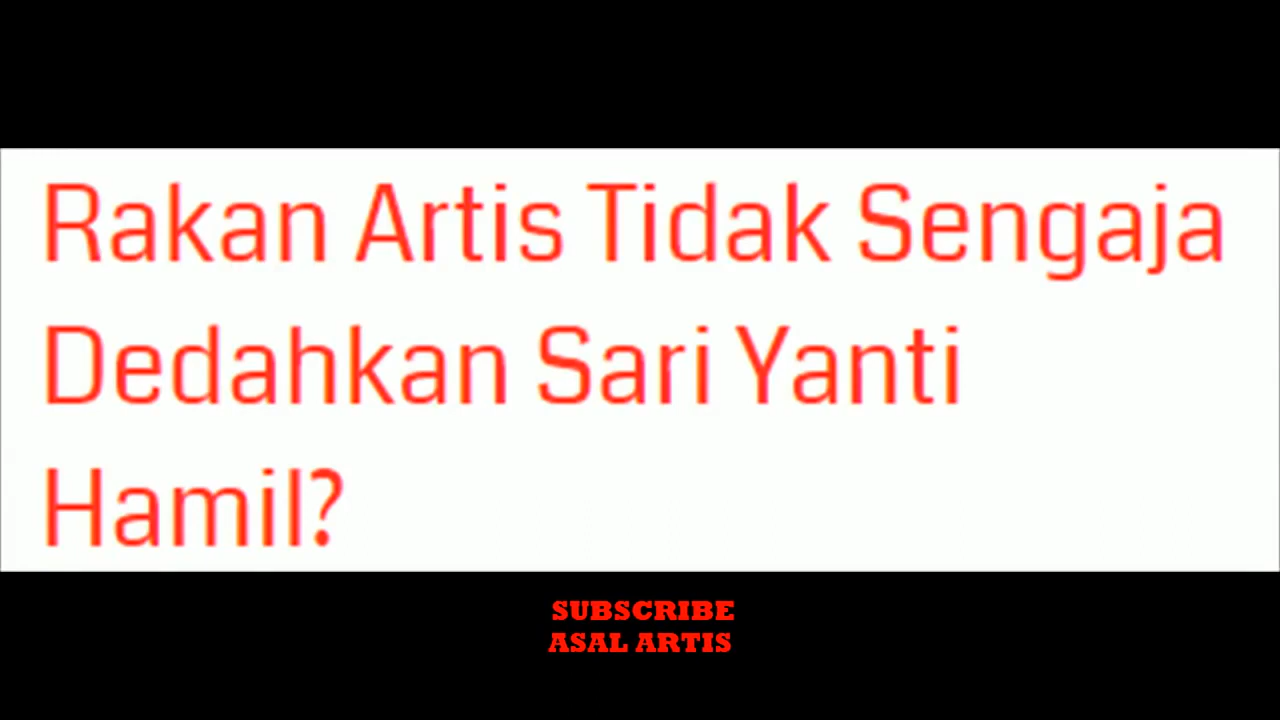 Rakan Artis Tidak Sengaja
Dedahkan Sari Yanti
Hamil?
SUBSCRIBE
ASAL ARTIS